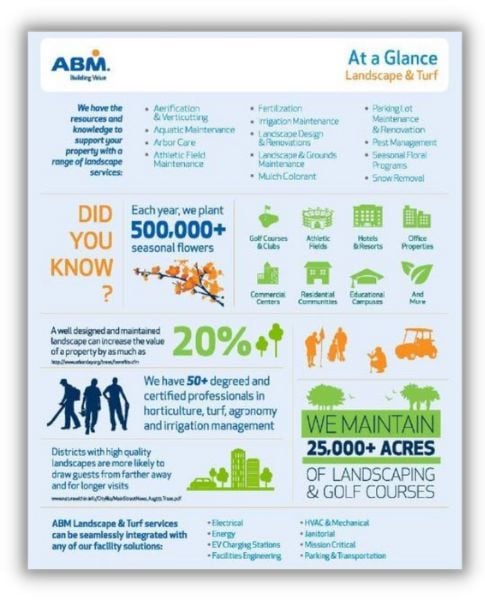 ABM.
Building Value
At a Glance
Landscape & Turf
We have the
resources and
knowledge to
support your
property with a
range of landscape
services:
• Aerification
& Verticutting
• Aquatic Maintenance
• Arbor Care
• Athletic Field
Maintenance
• Fertilization
• Irrigation Maintenance
• Landscape Design
& Renovations
• Landscape & Grounds
Maintenance
• Mulch Colorant
• Parking Lot
Maintenance
& Renovation
• Pest Management
• Seasonal Floral
Programs
• Snow Removal
DID
YOU
KNOW
?
Each year, we plant
500,000+
seasonal flowers
Golf Courses
& Clubs
Athletic
Fields
Hotels
& Resorts
Office
Properties
Commercial
Centers
Residential
Communities
Educational
Campuses
And
More
A well designed and maintained
landscape can increase the value
of a property by as much as
20%
We have 50+ degreed and
certified professionals in
horticulture, turf, agronomy
and irrigation management
Districts with high quality
landscapes are more likely to
draw guests from farther away
and for longer visits
WE MAINTAIN
25,000+ ACRES
OF LANDSCAPING
& GOLF COURSES
ABM Landscape & Turf services
can be seamlessly integrated with
any of our facility solutions:
• Electrical
• Energy
• EV Charging Stations
• Facilities Engineering
• HVAC & Mechanical
• Janitorial
• Mission Critical
• Parking & Transportation